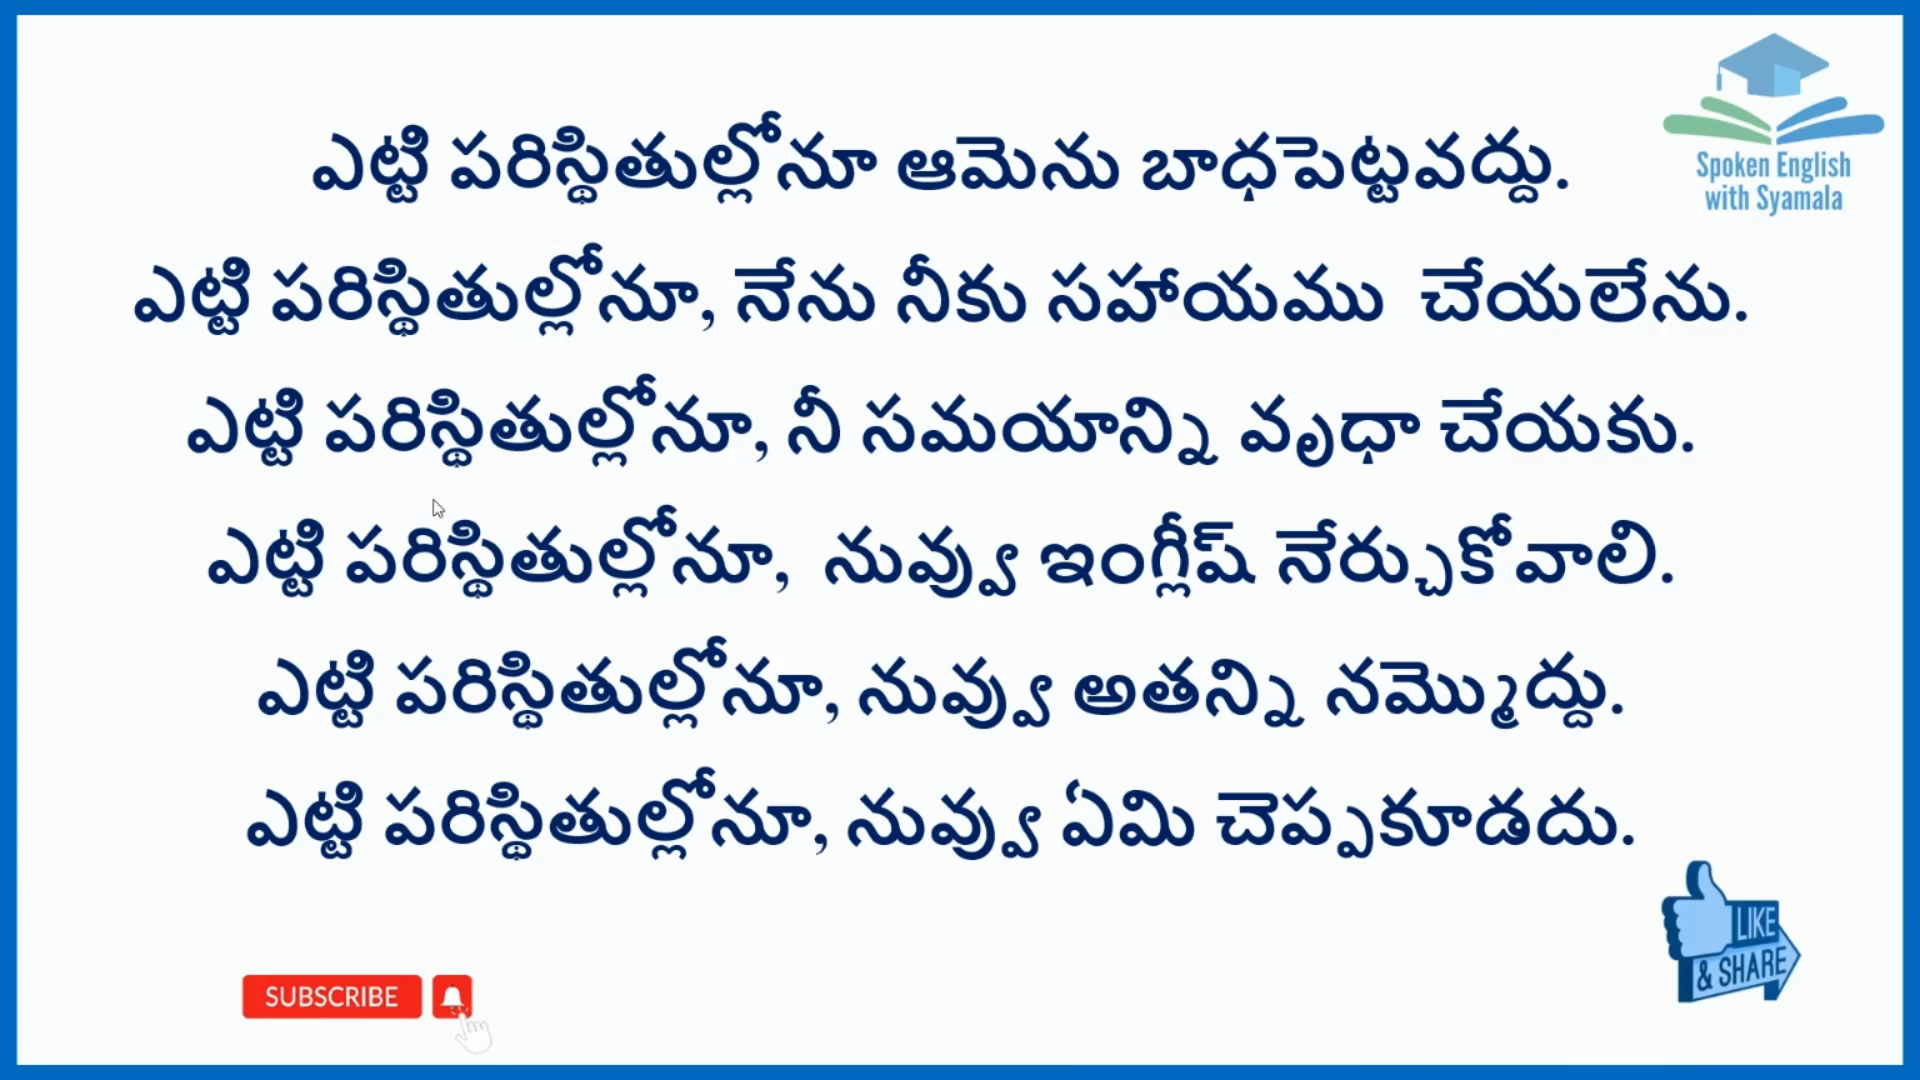 Spoken English
with Syamala
ఎట్టి పరిస్థితుల్లోనూ ఆమెను బాధపెట్టవద్దు.
ఎట్టి పరిస్థితుల్లోనూ, నేను నీకు సహాయము చేయలేను.
ఎట్టి పరిస్థితుల్లోనూ, నీ సమయాన్ని వృధా చేయకు.
ఎట్టి పరిస్థితుల్లోనూ, నువ్వు ఇంగ్లీష్ నేర్చుకోవాలి.
ఎట్టి పరిస్థితుల్లోనూ, నువ్వు అతన్ని నమ్మొద్దు.
ఎట్టి పరిస్థితుల్లోనూ, నువ్వు ఏమి చెప్పకూడదు.
LIKE
& SHARE
SUBSCRIBE